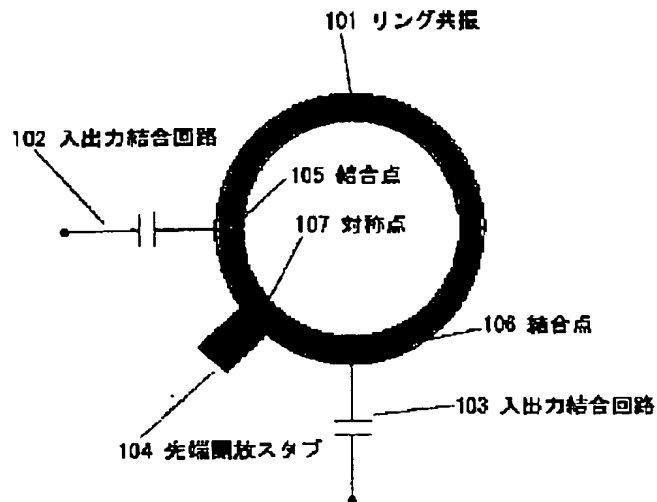 101 リング共振
102 入出力結合回路
105 結合点
107 対称点
106 結合点
103 入出力結合回路
104 先端開放スタブ